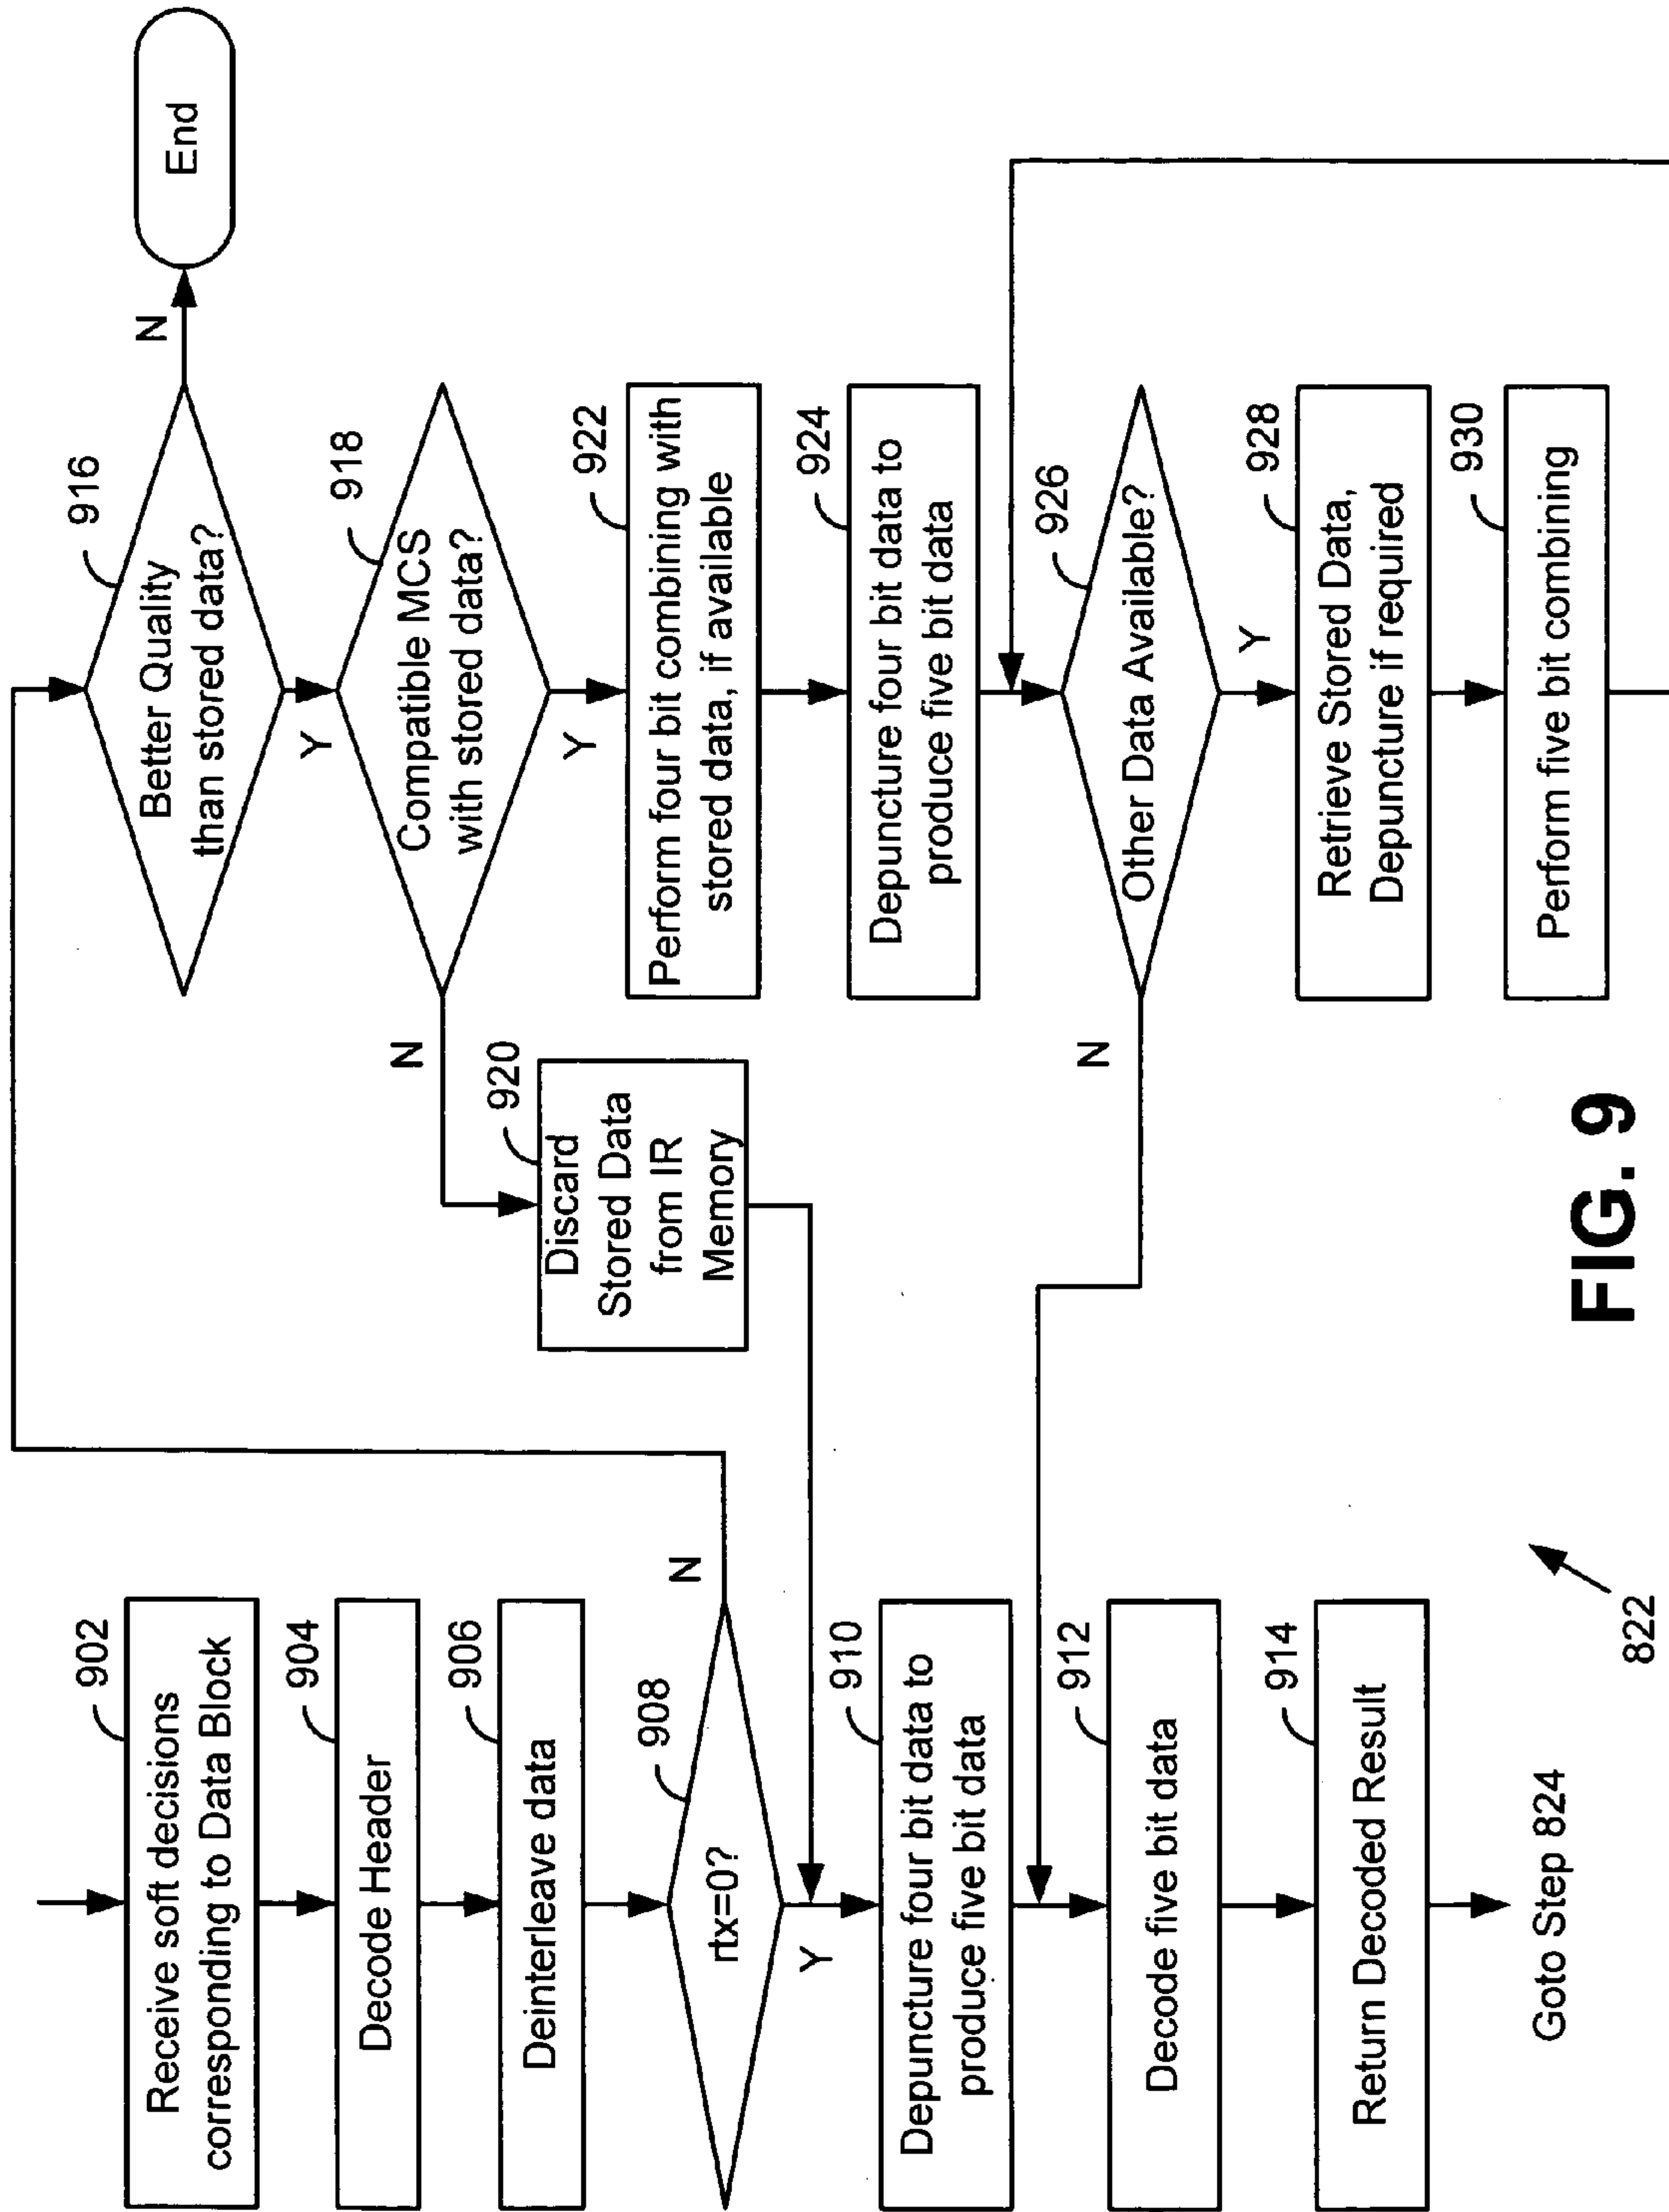 902
Receive soft decisions
corresponding to Data Block
904
Decode Header
906
Deinterleave data
908
rtx=0?
N
Y
910
Depuncture four bit data to
produce five bit data
912
Decode five bit data
914
Return Decoded Result
Goto Step 824
822
916
Better Quality
than stored data?
N
End
Y
918
Compatible MCS
with stored data?
N
Y
920
Discard
Stored Data
from IR
Memory
922
Perform four bit combining with
stored data, if available
924
Depuncture four bit data to
produce five bit data
926
Other Data Available?
N
Y
928
Retrieve Stored Data,
Depuncture if required
930
Perform five bit combining
FIG. 9